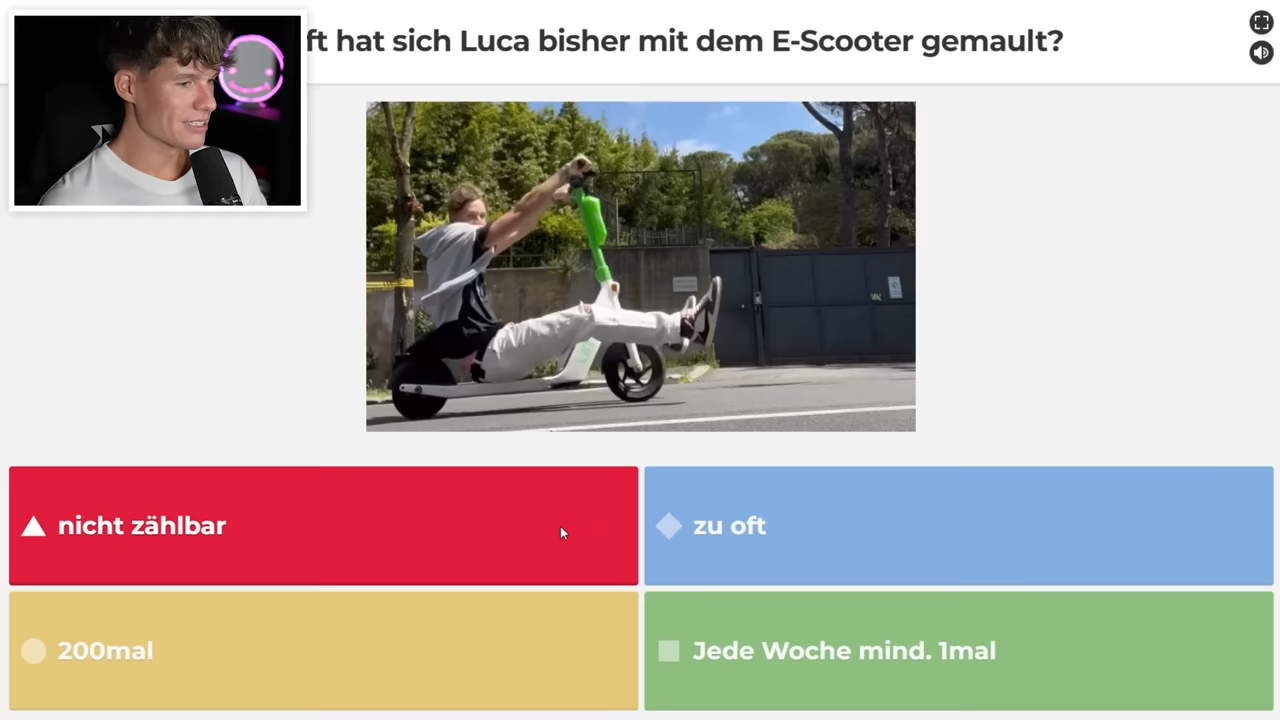 ft hat sich Luca bisher mit dem E-Scooter gemault?
nicht zählbar
zu oft
200mal
Jede Woche mind. 1mal